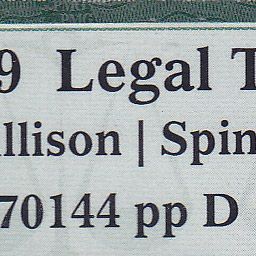 9 Legal T
llison | Spin
70144 pp D